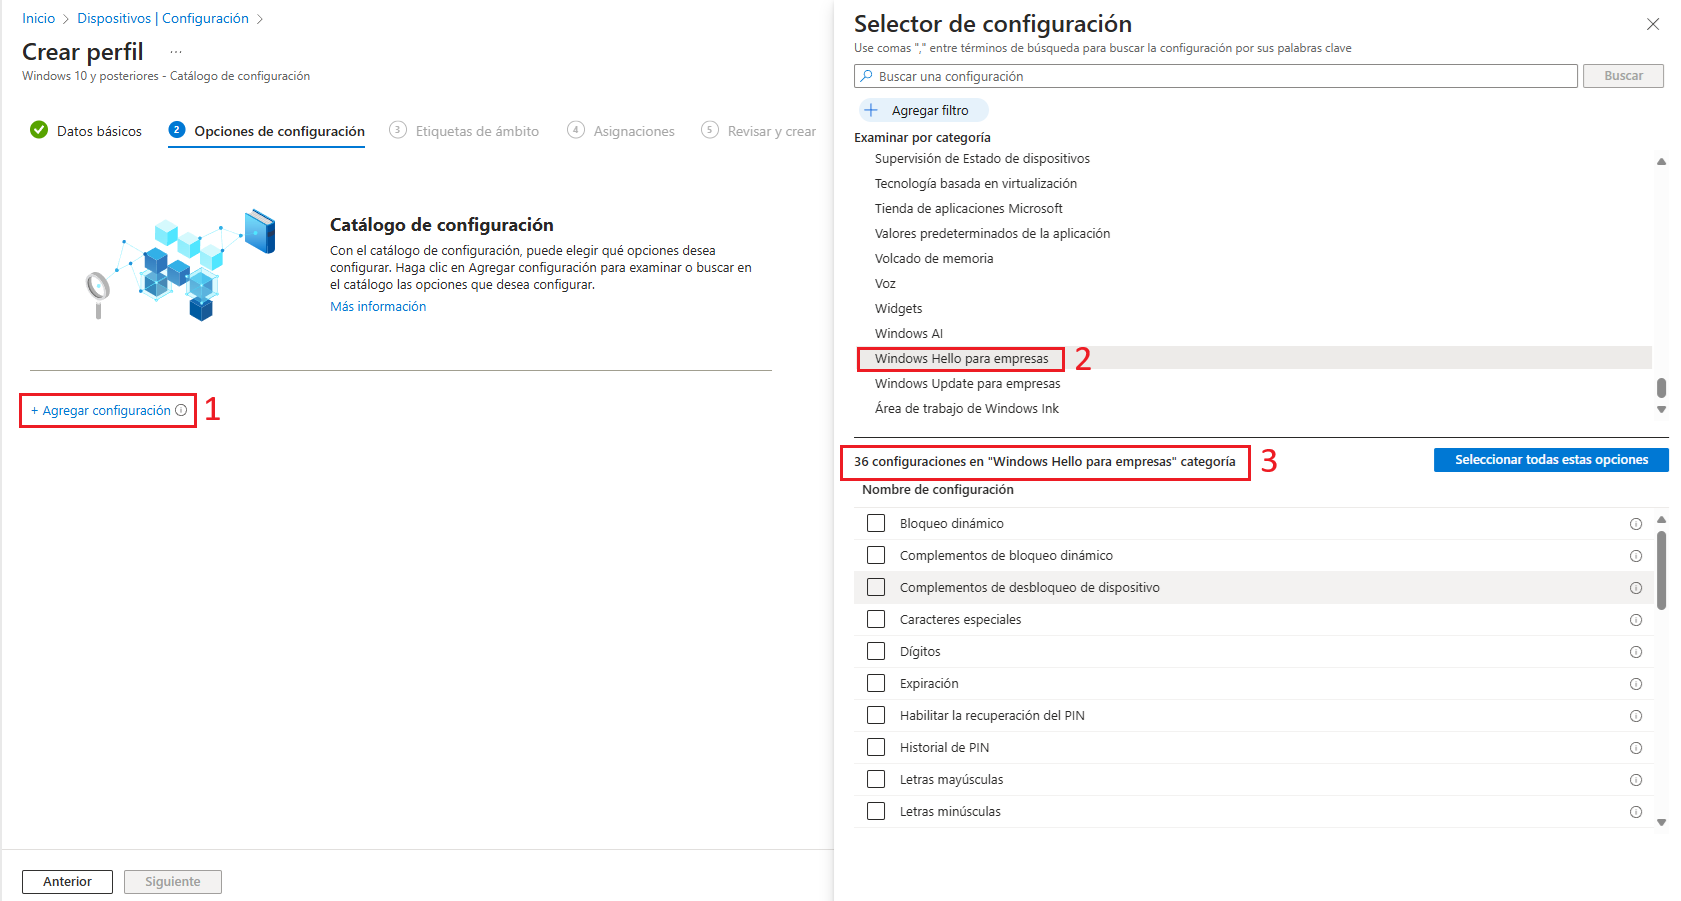 Inicio > Dispositivos | Configuración >
Crear perfil ...
Windows 10 y posteriores - Catálogo de configuración
Datos básicos
2 Opciones de configuración
3 Etiquetas de ámbito
4 Asignaciones
5 Revisar y crear
Catálogo de configuración
Con el catálogo de configuración, puede elegir qué opciones desea
configurar. Haga clic en Agregar configuración para examinar o buscar en
el catálogo las opciones que desea configurar.
Más información
+ Agregar configuración
1
Anterior
Siguiente
Selector de configuración
Use comas "," entre términos de búsqueda para buscar la configuración por sus palabras clave
Buscar una configuración
Buscar
+ Agregar filtro
Examinar por categoría
Supervisión de Estado de dispositivos
Tecnología basada en virtualización
Tienda de aplicaciones Microsoft
Valores predeterminados de la aplicación
Volcado de memoria
Voz
Widgets
Windows AI
Windows Hello para empresas
2
Windows Update para empresas
Área de trabajo de Windows Ink
36 configuraciones en "Windows Hello para empresas" categoría
3
Seleccionar todas estas opciones
Nombre de configuración
Bloqueo dinámico
Complementos de bloqueo dinámico
Complementos de desbloqueo de dispositivo
Caracteres especiales
Dígitos
Expiración
Habilitar la recuperación del PIN
Historial de PIN
Letras mayúsculas
Letras minúsculas